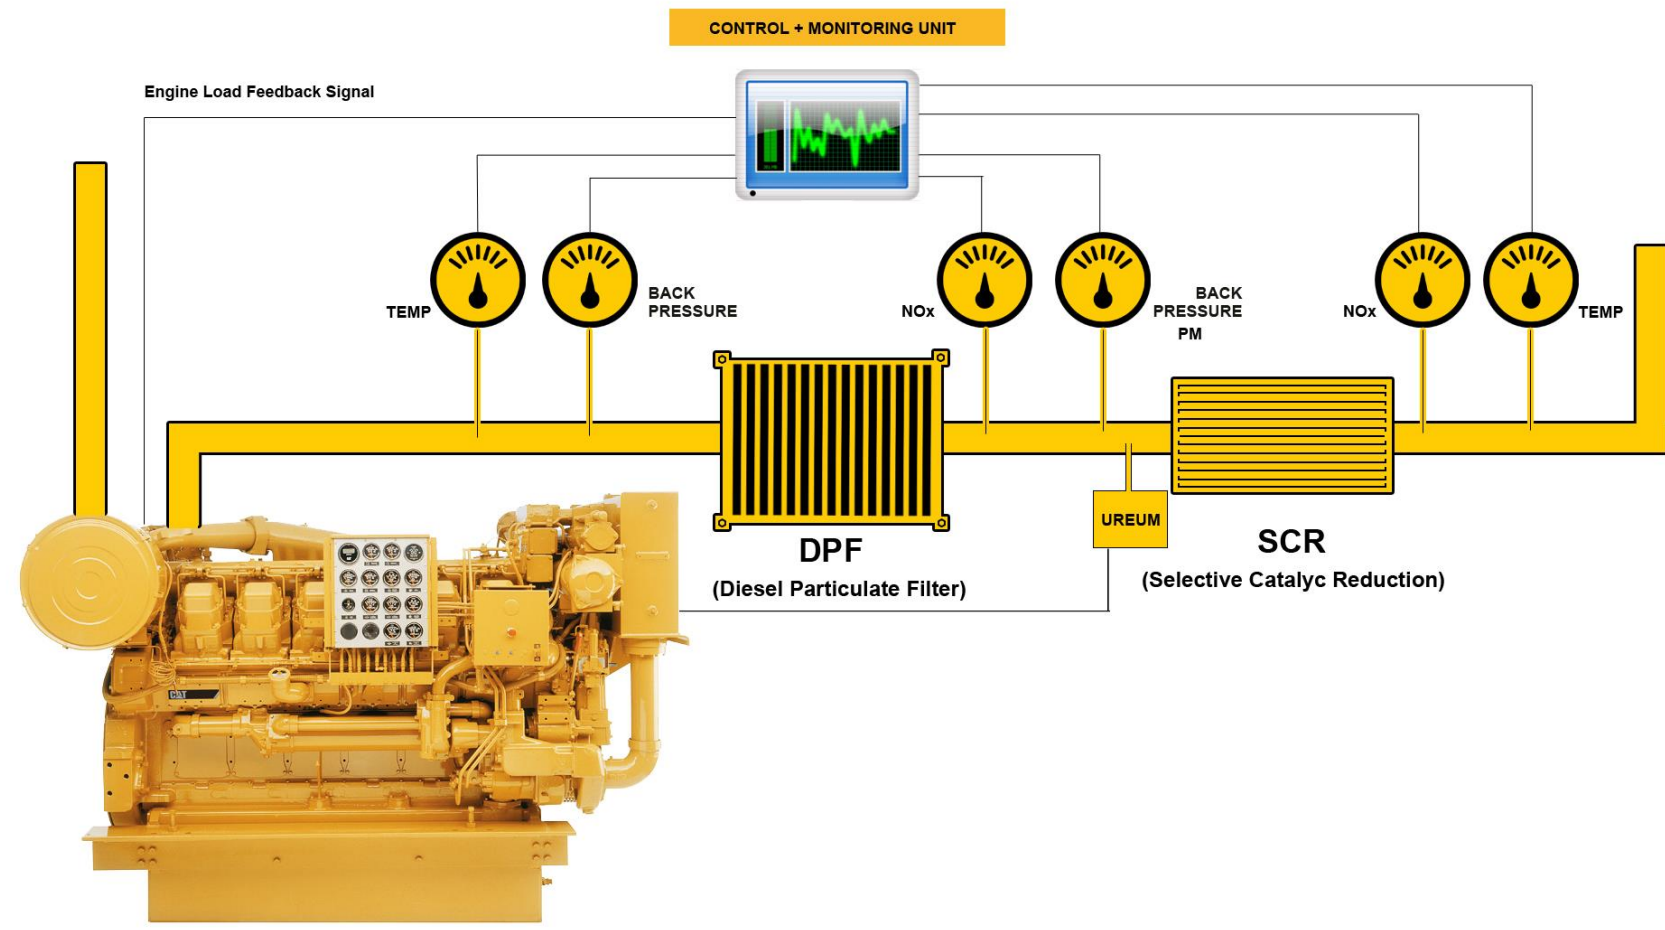 CONTROL + MONITORING UNIT
Engine Load Feedback Signal
TEMP
BACK
PRESSURE
NOx
BACK
PRESSURE
PM
NOx
TEMP
UREUM
DPF
(Diesel Particulate Filter)
SCR
(Selective Catalyc Reduction)
CAT